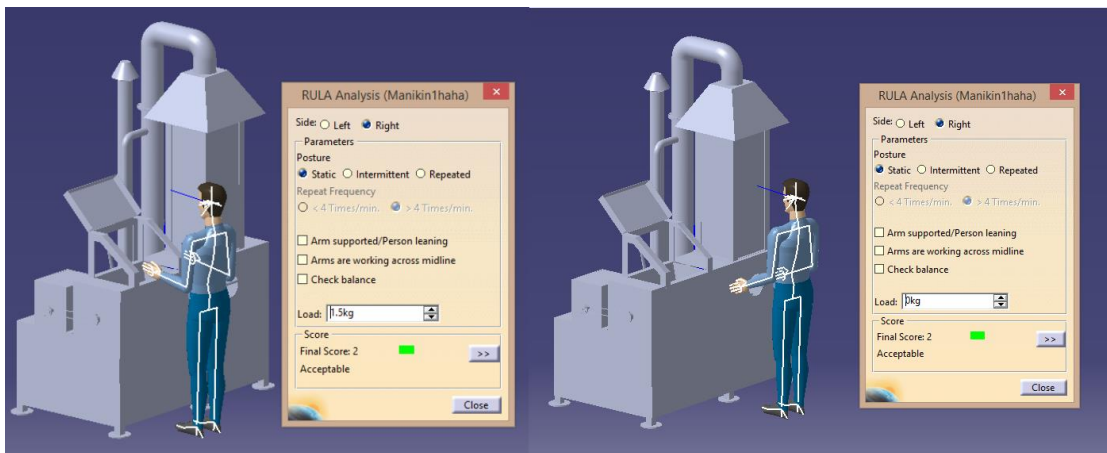 RULA Analysis (Manikin1haha)
Side: Left Right
Parameters
Posture
Static Intermittent Repeated
Repeat Frequency
< 4 Times/min. > 4 Times/min.
Arm supported/Person leaning
Arms are working across midline
Check balance
Load: 1.5kg
Score
Final Score: 2
>>
Acceptable
Close
RULA Analysis (Manikin1haha)
Side: Left Right
Parameters
Posture
Static Intermittent Repeated
Repeat Frequency
< 4 Times/min. > 4 Times/min.
Arm supported/Person leaning
Arms are working across midline
Check balance
Load: 0kg
Score
Final Score: 2
>>
Acceptable
Close